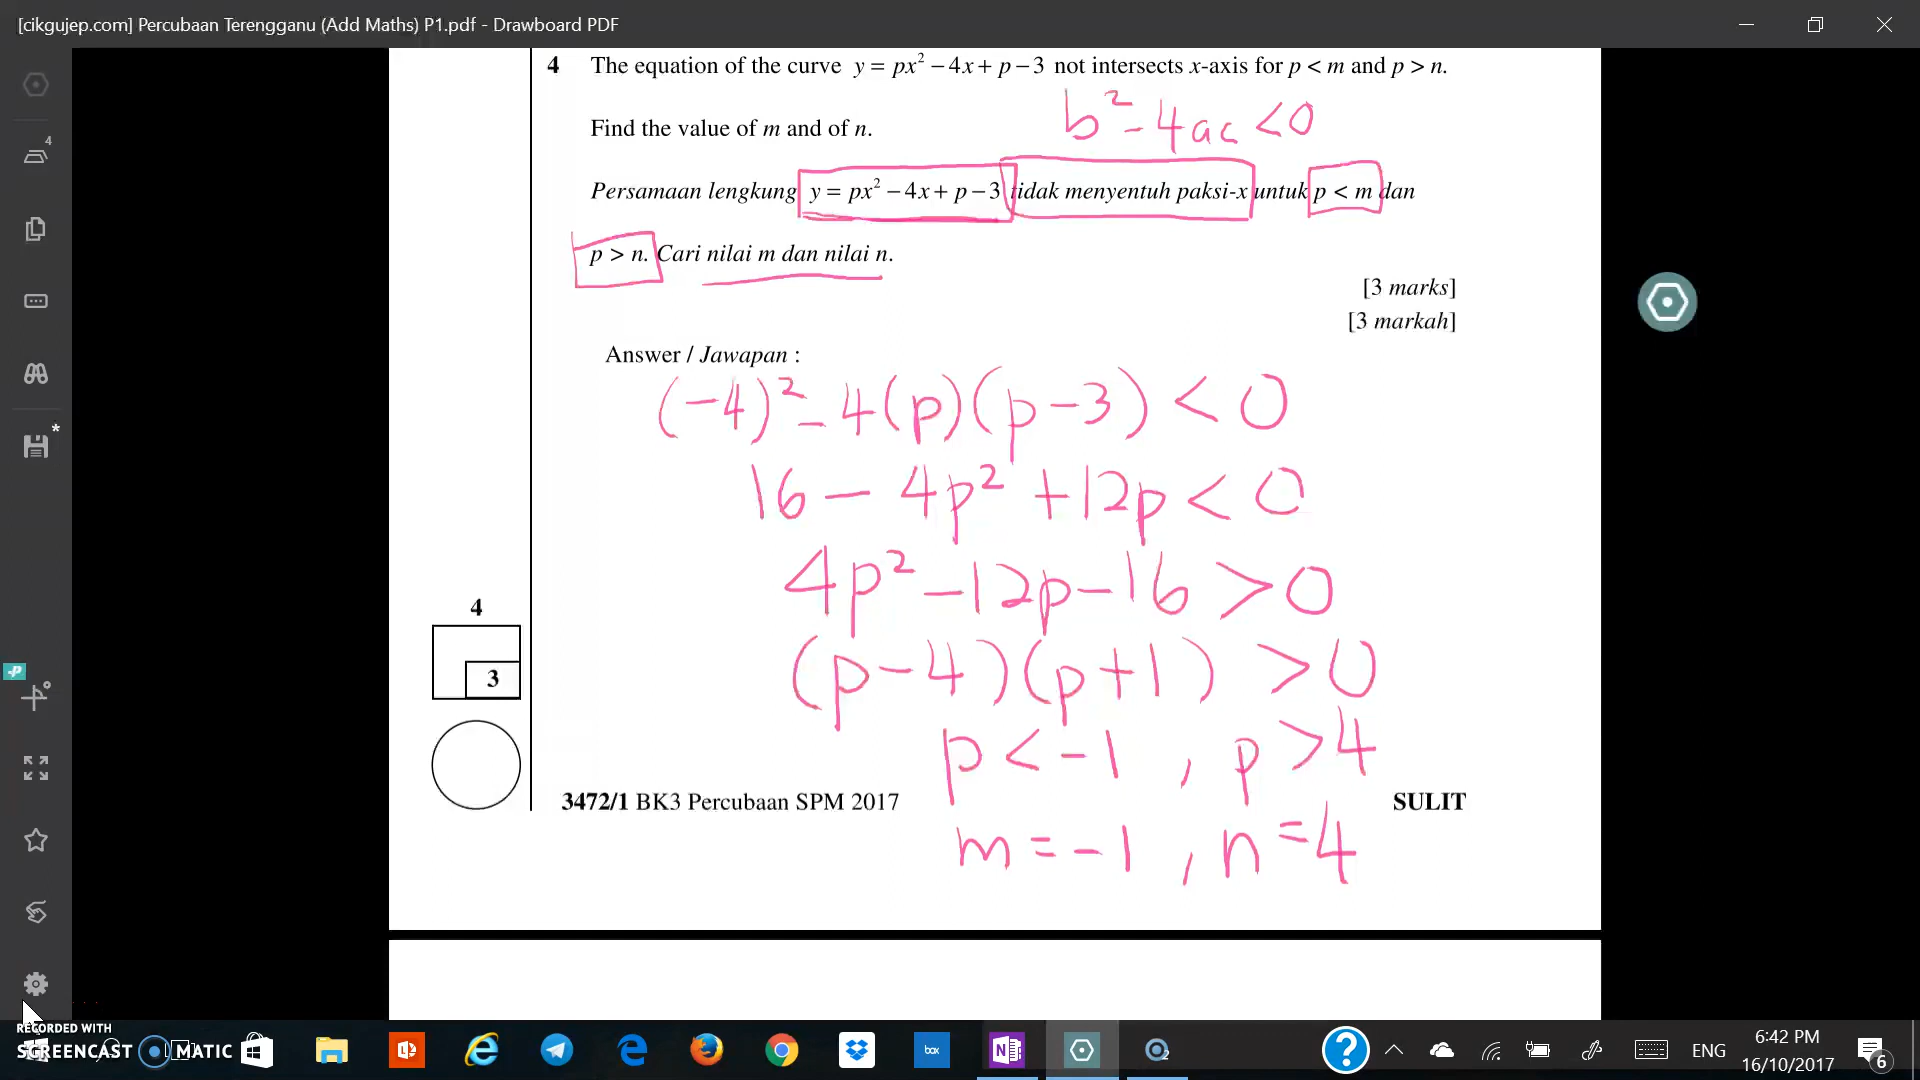 [cikgujep.com] Percubaan Terengganu (Add Maths) P1.pdf - Drawboard PDF
4 The equation of the curve y = px² − 4x + p − 3 not intersects x-axis for p < m and p > n.
b² - 4ac < 0
Find the value of m and of n.
Persamaan lengkung y = px² − 4x + p − 3 tidak menyentuh paksi-x untuk p < m dan
p > n. Cari nilai m dan nilai n.
[3 marks]
[3 markah]
Answer / Jawapan :
(-4)² - 4(p)(p-3) < 0
16 - 4p² + 12p < 0
4p² - 12p - 16 > 0
(p-4)(p+1) > 0
p < -1 , p > 4
m = -1 , n = 4
4
3
3472/1 BK3 Percubaan SPM 2017
SULIT
4
*
P
RECORDED WITH
SCREENCAST MATIC
box
N
2
?
ENG
6:42 PM
16/10/2017
6